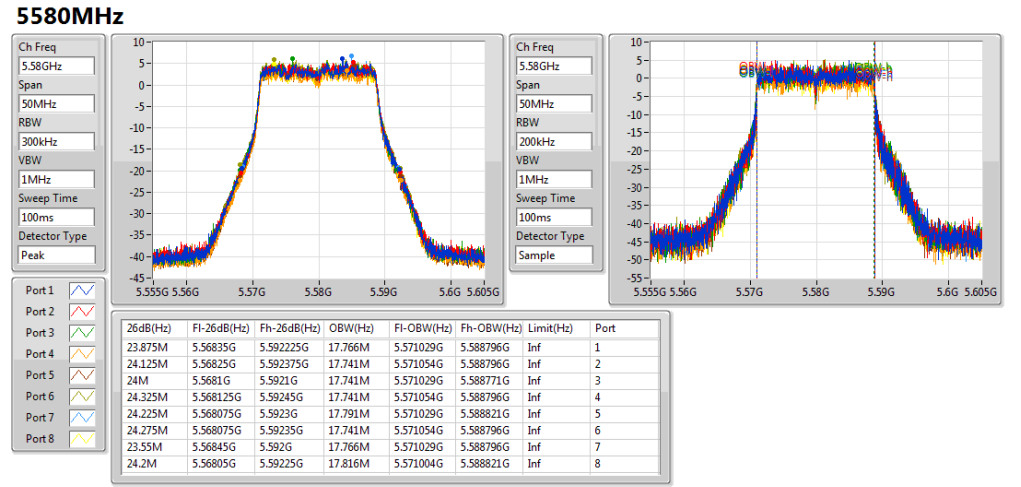 5580MHz
Ch Freq
5.58GHz
Span
50MHz
RBW
300kHz
VBW
1MHz
Sweep Time
100ms
Detector Type
Peak
10
5
0
-5
-10
-15
-20
-25
-30
-35
-40
-45
5.555G 5.56G 5.57G 5.58G 5.59G 5.6G 5.605G
Ch Freq
5.58GHz
Span
50MHz
RBW
200kHz
VBW
1MHz
Sweep Time
100ms
Detector Type
Sample
10
5
0
-5
-10
-15
-20
-25
-30
-35
-40
-45
-50
-55
5.555G 5.56G 5.57G 5.58G 5.59G 5.6G 5.605G
Port 1
Port 2
Port 3
Port 4
Port 5
Port 6
Port 7
Port 8
26dB(Hz) Fl-26dB(Hz) Fh-26dB(Hz) OBW(Hz) Fl-OBW(Hz) Fh-OBW(Hz) Limit(Hz) Port
23.875M 5.56835G 5.592225G 17.766M 5.571029G 5.588796G Inf 1
24.125M 5.56825G 5.592375G 17.741M 5.571054G 5.588796G Inf 2
24M 5.5681G 5.5921G 17.741M 5.571029G 5.588771G Inf 3
24.325M 5.568125G 5.59245G 17.741M 5.571054G 5.588796G Inf 4
24.225M 5.568075G 5.5923G 17.791M 5.571029G 5.588821G Inf 5
24.275M 5.568075G 5.59235G 17.741M 5.571054G 5.588796G Inf 6
23.55M 5.56845G 5.592G 17.766M 5.571029G 5.588796G Inf 7
24.2M 5.56805G 5.59225G 17.816M 5.571004G 5.588821G Inf 8